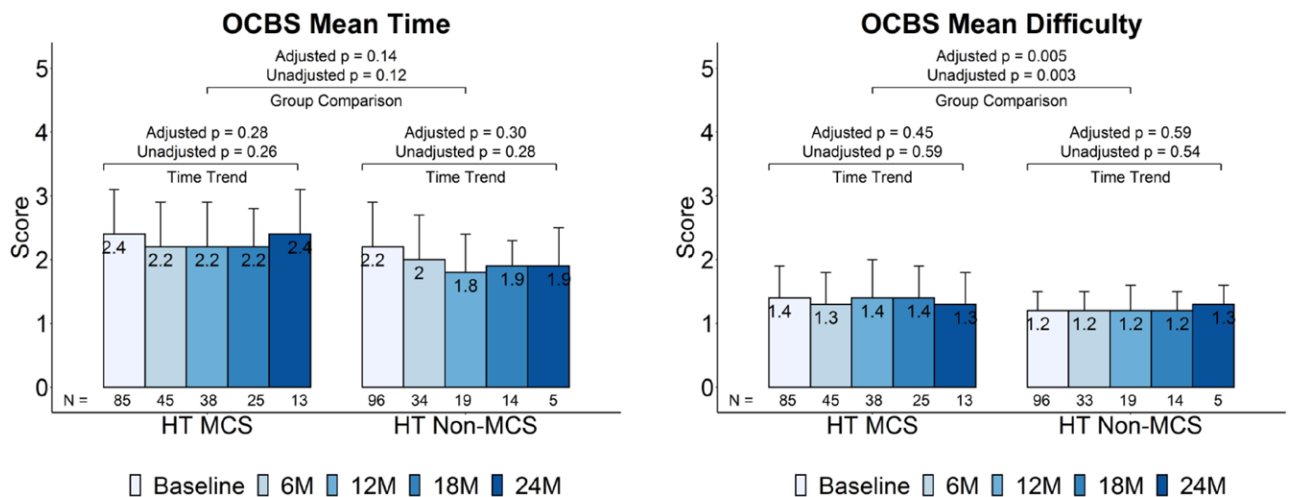 OCBS Mean Time
Adjusted p = 0.14
Unadjusted p = 0.12
Group Comparison
Adjusted p = 0.28
Unadjusted p = 0.26
Time Trend
Adjusted p = 0.30
Unadjusted p = 0.28
Time Trend
Score
5
4
3
2
1
0
2.4 2.2 2.2 2.2 2.4
2.2 2 1.8 1.9 1.9
N = 85 45 38 25 13 96 34 19 14 5
HT MCS HT Non-MCS
Baseline 6M 12M 18M 24M
OCBS Mean Difficulty
Adjusted p = 0.005
Unadjusted p = 0.003
Group Comparison
Adjusted p = 0.45
Unadjusted p = 0.59
Time Trend
Adjusted p = 0.59
Unadjusted p = 0.54
Time Trend
Score
5
4
3
2
1
0
1.4 1.3 1.4 1.4 1.3
1.2 1.2 1.2 1.2 1.3
N = 85 45 38 25 13 96 33 19 14 5
HT MCS HT Non-MCS
Baseline 6M 12M 18M 24M